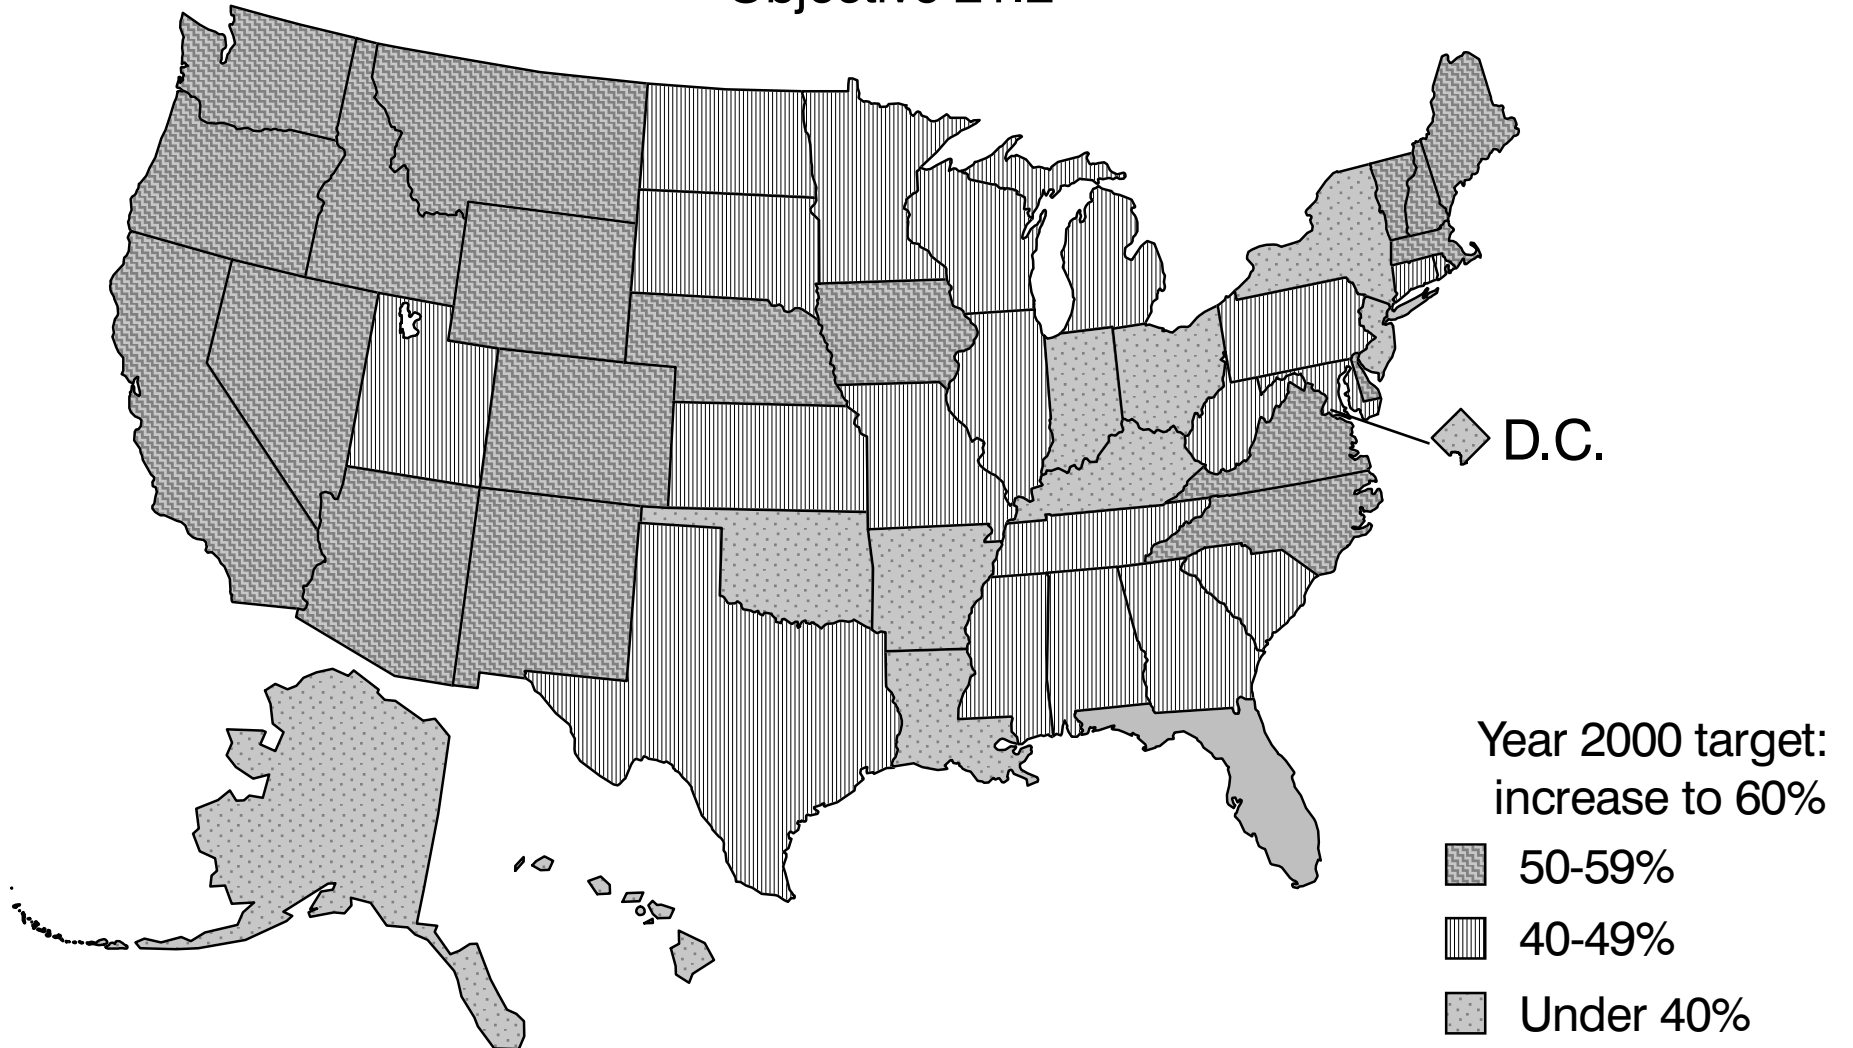 D.C.
Year 2000 target:
increase to 60%
50-59%
40-49%
Under 40%